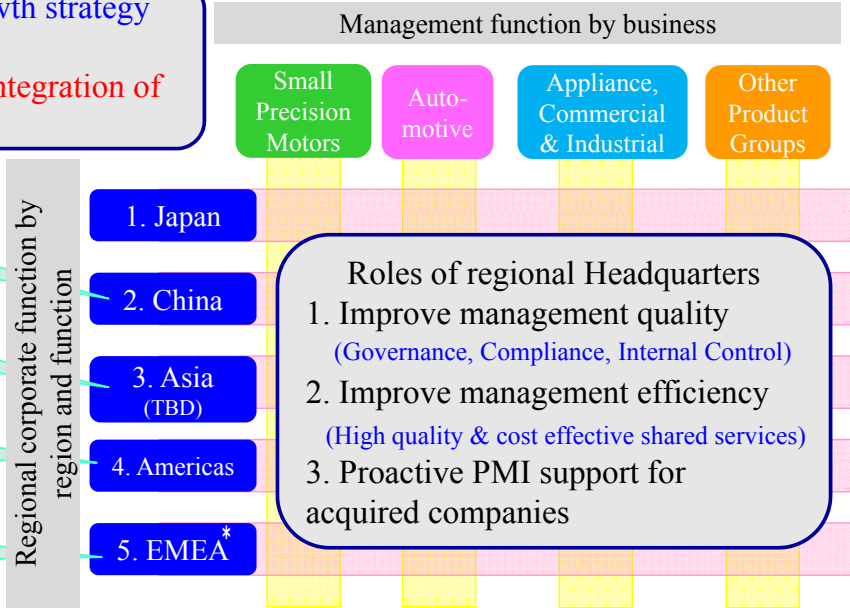 wth strategy
ntegration of
Management function by business
Small
Precision
Motors
Auto-
motive
Appliance,
Commercial
& Industrial
Other
Product
Groups
Regional corporate function by
region and function
1. Japan
2. China
3. Asia
(TBD)
4. Americas
5. EMEA*
Roles of regional Headquarters
1. Improve management quality
(Governance, Compliance, Internal Control)
2. Improve management efficiency
(High quality & cost effective shared services)
3. Proactive PMI support for
acquired companies